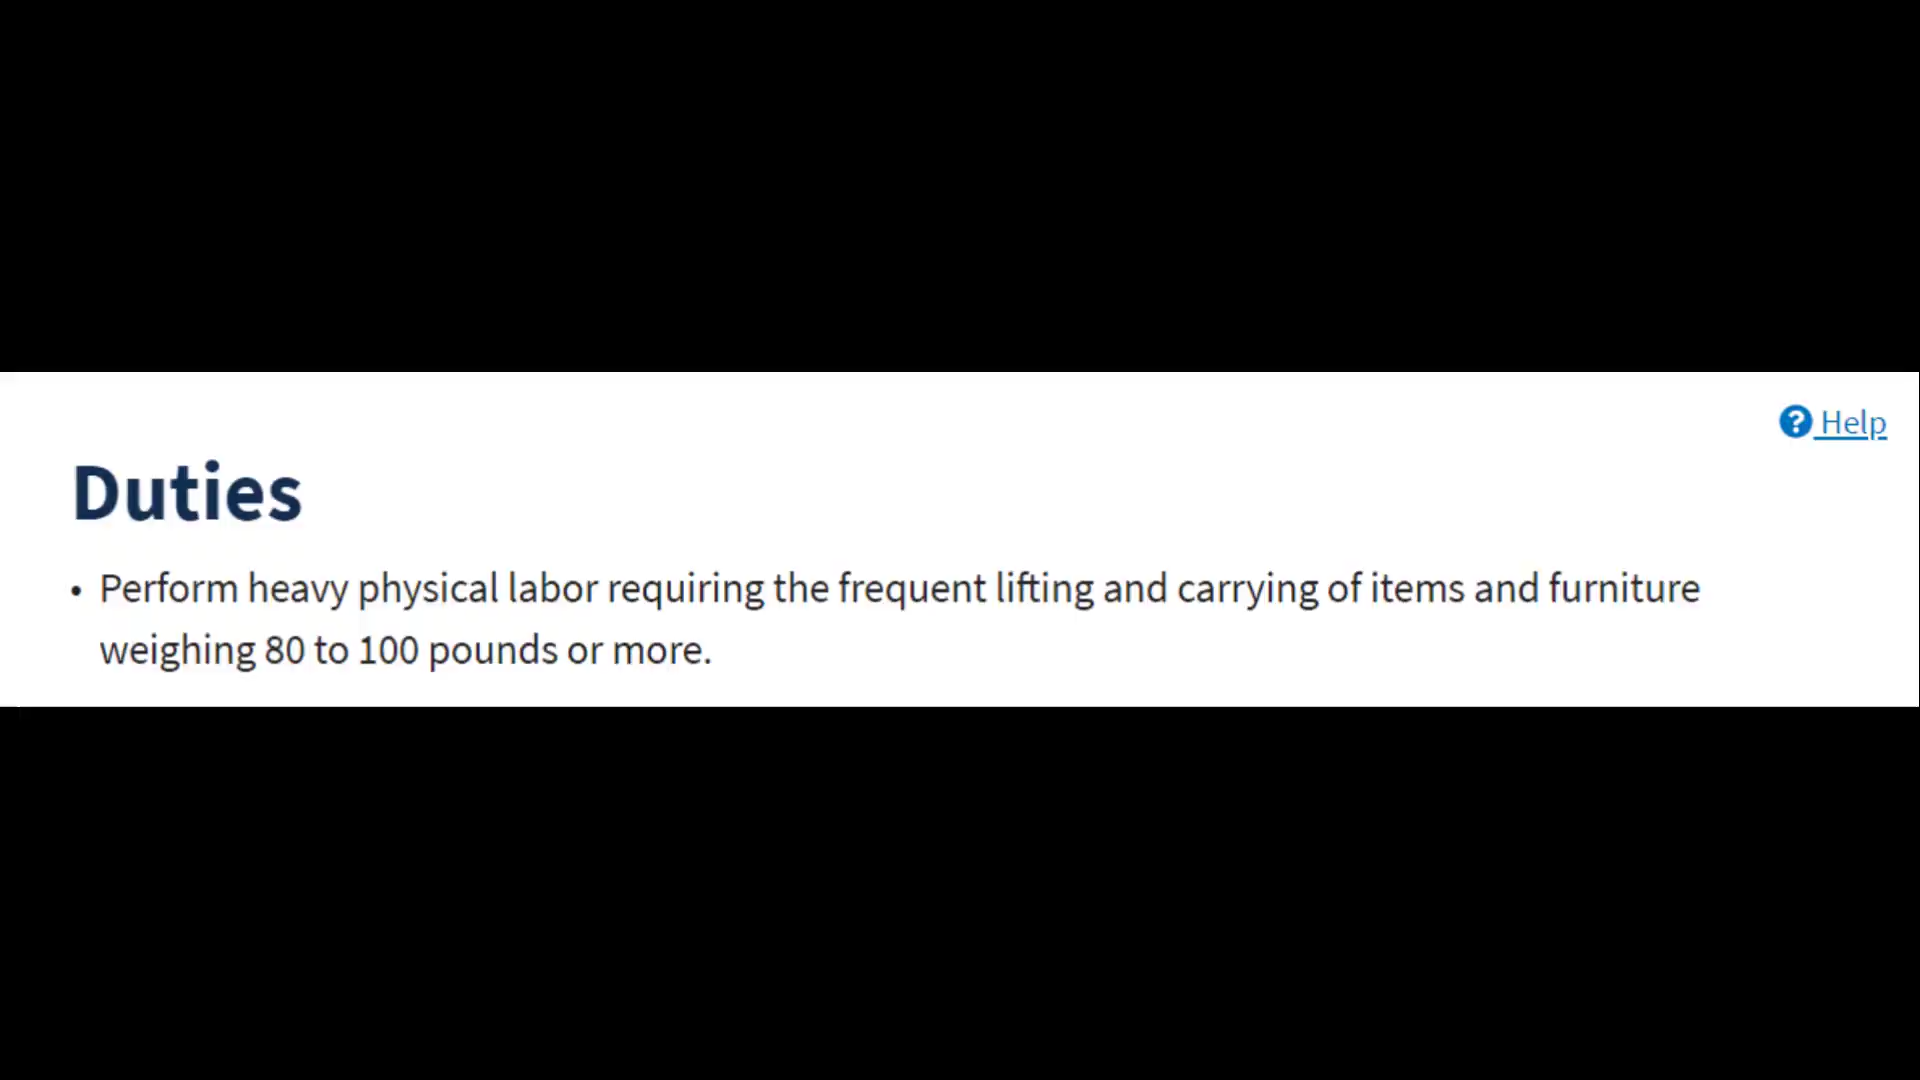 ? Help
Duties
• Perform heavy physical labor requiring the frequent lifting and carrying of items and furniture
weighing 80 to 100 pounds or more.